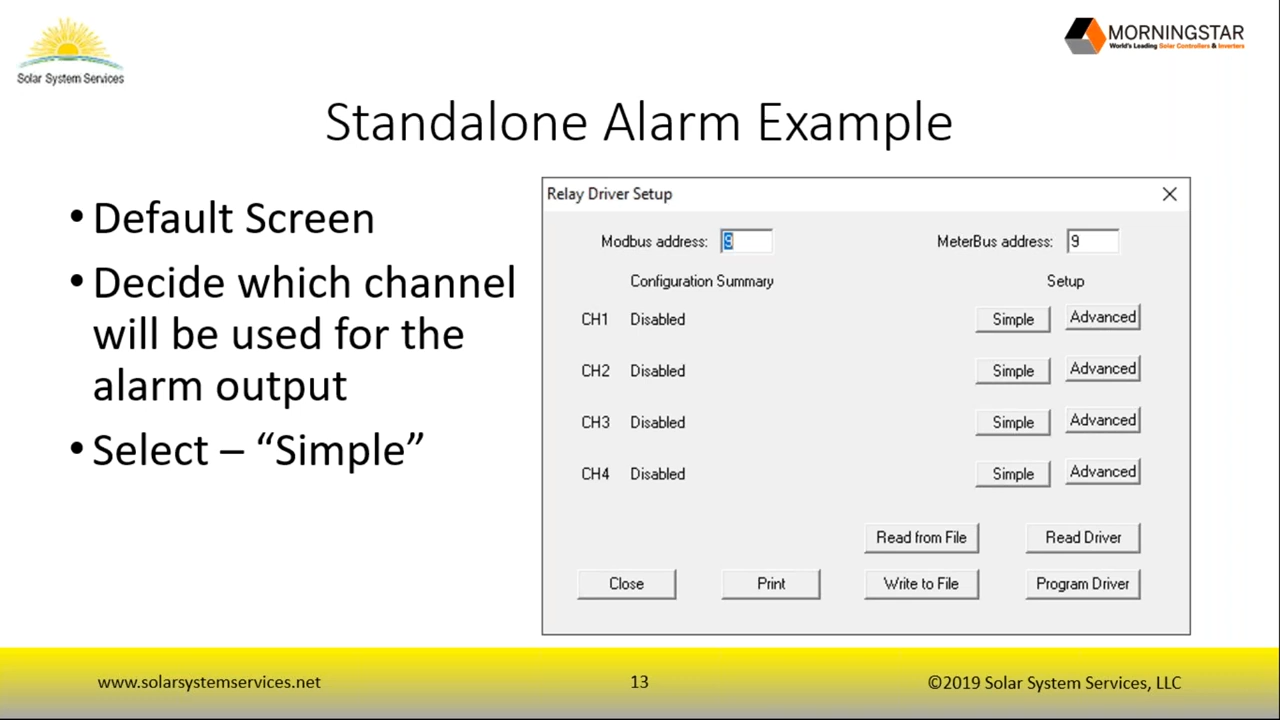 Solar System Services
MORNINGSTAR
World's Leading Solar Controllers & Inverters
Standalone Alarm Example
• Default Screen
• Decide which channel
will be used for the
alarm output
• Select – “Simple”
Relay Driver Setup
Modbus address: 9
MeterBus address: 9
Configuration Summary
Setup
CH1 Disabled Simple Advanced
CH2 Disabled Simple Advanced
CH3 Disabled Simple Advanced
CH4 Disabled Simple Advanced
Read from File Read Driver
Close Print Write to File Program Driver
www.solarsystemservices.net
13
©2019 Solar System Services, LLC